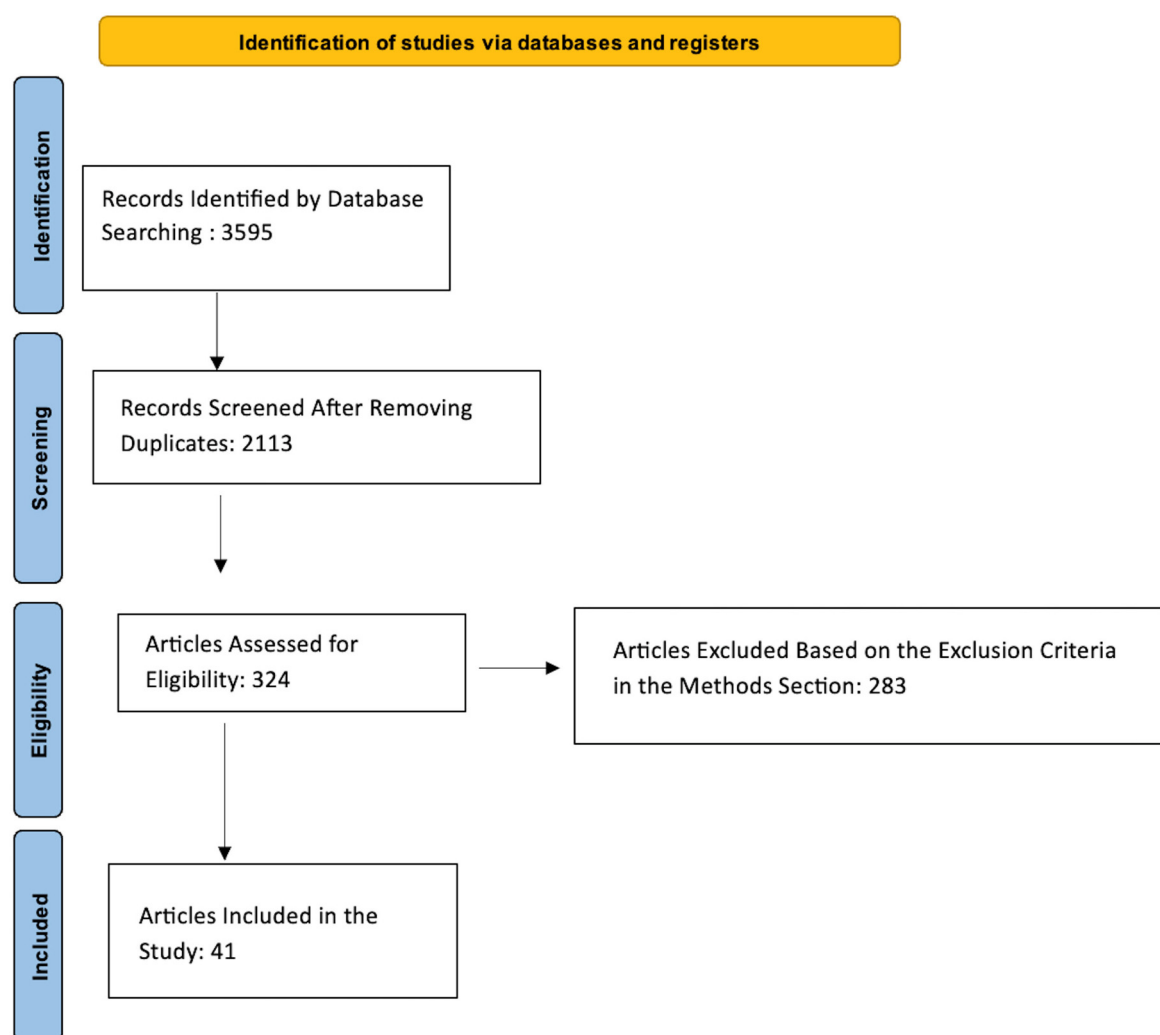 Identification of studies via databases and registers
Identification
Records Identified by Database
Searching : 3595
Screening
Records Screened After Removing
Duplicates: 2113
Eligibility
Articles Assessed for
Eligibility: 324
Articles Excluded Based on the Exclusion Criteria
in the Methods Section: 283
Included
Articles Included in the
Study: 41